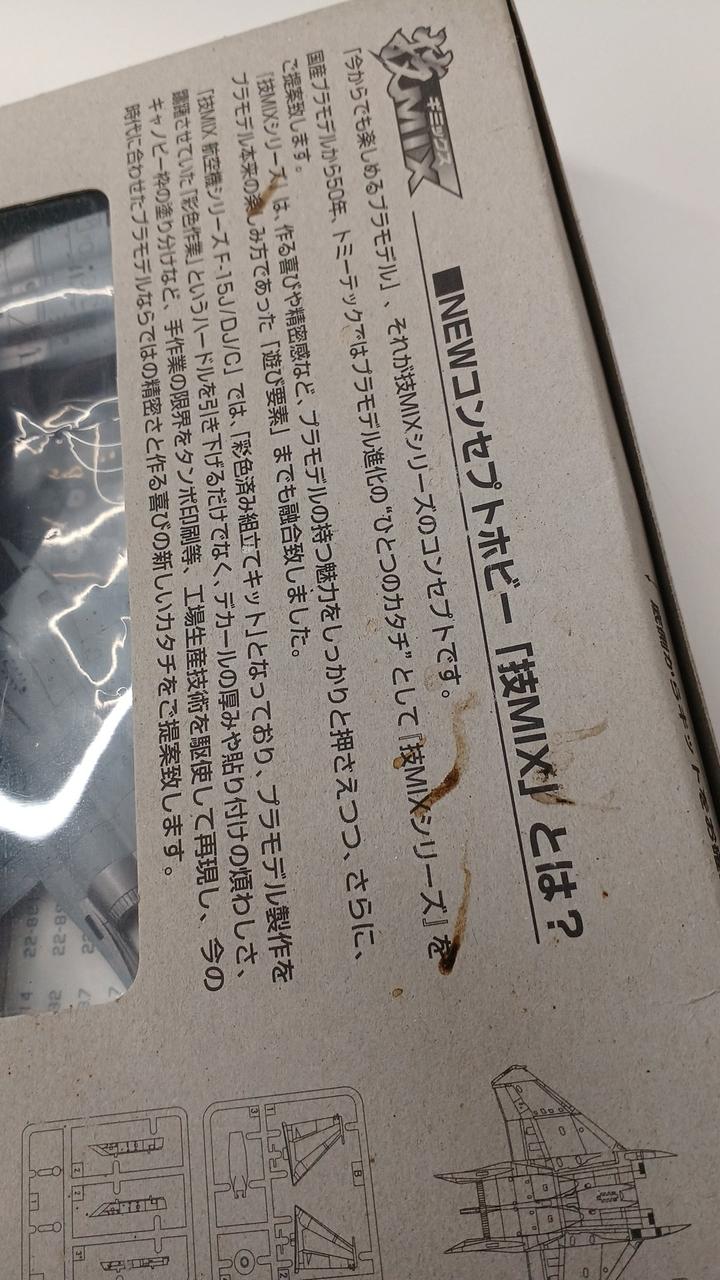 技MIX
ギミックス
■NEWコンセプトホビー「技MIX」とは？
「今からでも楽しめるプラモデル」、それが技MIXシリーズのコンセプトです。
国産プラモデルから50年、トミーテックではプラモデル進化の“ひとつのカタチ”として『技MIXシリーズ』を
ご提案致します。
『技MIXシリーズ』は、作る喜びや精密感など、プラモデルの持つ魅力をしっかりと押さえつつ、さらに、
プラモデル本来の楽しみ方であった「遊び要素」までも融合致しました。
『技MIX 航空機シリーズ F-15J/DJ/C』では、「彩色済み組立てキット」となっており、プラモデル製作を
躊躇させていた「彩色作業」というハードルを引き下げるだけでなく、デカールの厚みや貼り付けの煩わしさ、
キャノピー枠の塗り分けなど、手作業の限界をタンポ印刷等、工場生産技術を駆使して再現し、今の
時代に合わせたプラモデルならではの精密さと作る喜びの新しいカタチをご提案致します。
22-88
22-89
B